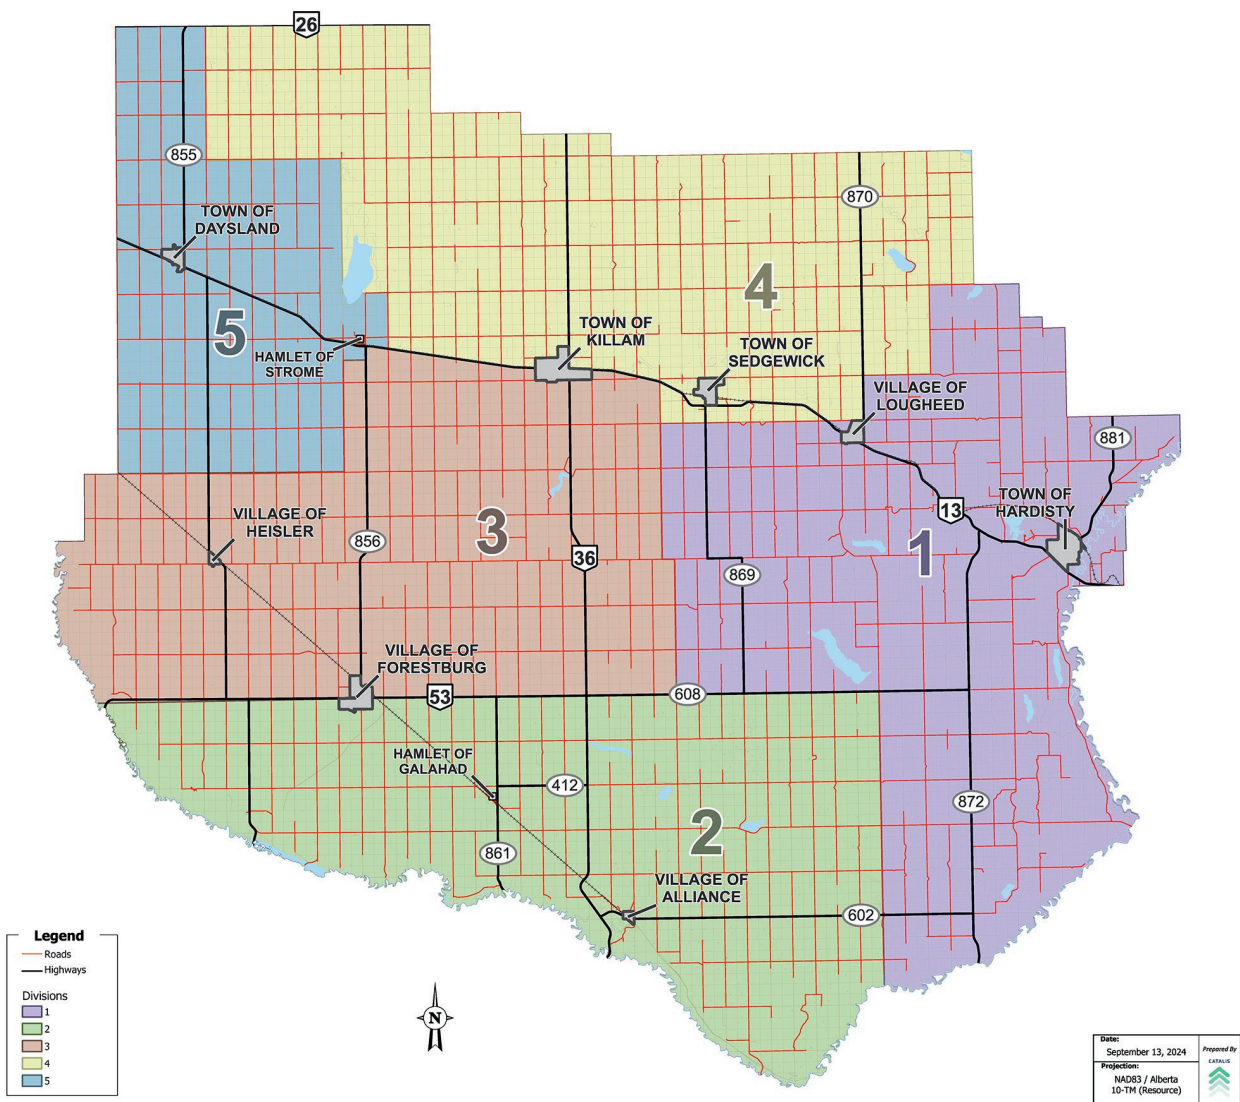 26
855
870
TOWN OF
DAYSLAND
4
5
TOWN OF
KILLAM
TOWN OF
SEDGEWICK
HAMLET OF
STROME
VILLAGE OF
LOUGHEED
881
TOWN OF
HARDISTY
13
VILLAGE OF
HEISLER
856
3
36
1
869
VILLAGE OF
FORESTBURG
53
608
HAMLET OF
GALAHAD
412
872
2
861
VILLAGE OF
ALLIANCE
602
Legend
Roads
Highways
Divisions
1
2
3
4
5
N
Date:
September 13, 2024
Projection:
NAD83 / Alberta
10-TM (Resource)
Prepared By
CATALIS